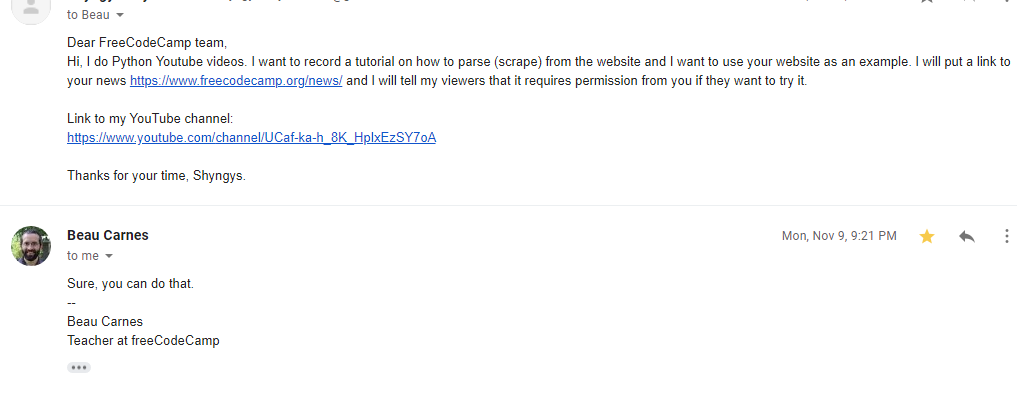 to Beau
Dear FreeCodeCamp team,
Hi, I do Python Youtube videos. I want to record a tutorial on how to parse (scrape) from the website and I want to use your website as an example. I will put a link to
your news https://www.freecodecamp.org/news/ and I will tell my viewers that it requires permission from you if they want to try it.
Link to my YouTube channel:
https://www.youtube.com/channel/UCaf-ka-h_8K_HpIxEzSY7oA
Thanks for your time, Shyngys.
Beau Carnes
Mon, Nov 9, 9:21 PM
to me
Sure, you can do that.
--
Beau Carnes
Teacher at freeCodeCamp